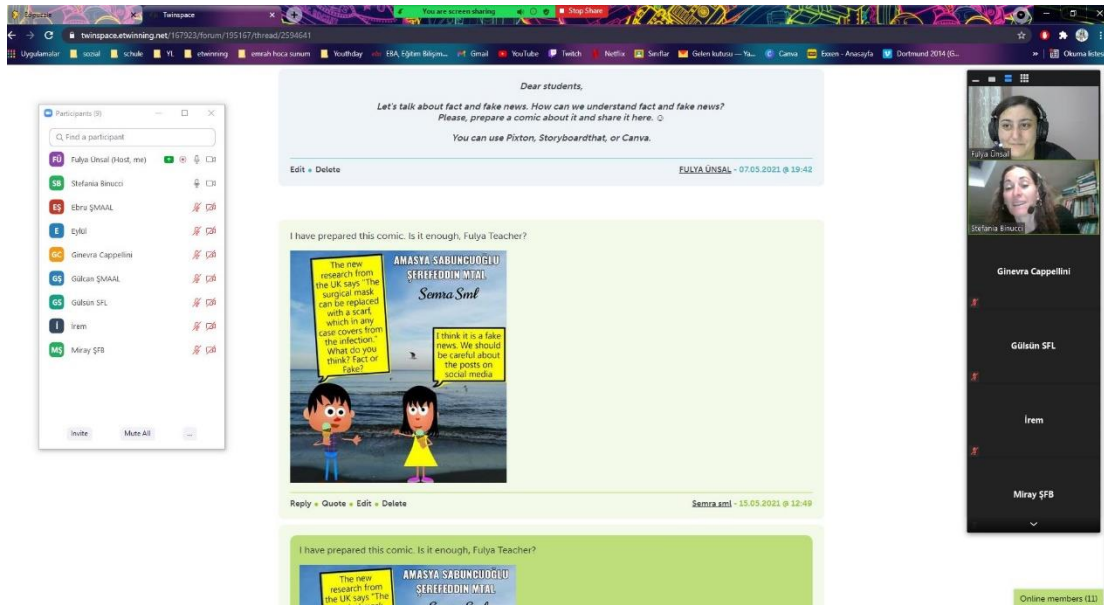 Edpuzzle
Twinspace
You are screen sharing
Stop Share
twinspace.etwinning.net/167923/forum/195167/thread/2594641
Uygulamalar
sosyal
schule
YL
etwinning
emrah hoca sunum
Youthday
EBA, Eğitim Bilişim...
Gmail
YouTube
Twitch
Netflix
Sınıflar
Gelen kutusu — Ya...
Canva
Exxen - Anasayfa
Dortmund 2014 (G...
»
Okuma listesi
Participants (9)
Find a participant
FÜ Fulya Ünsal (Host, me)
SB Stefania Binucci
EŞ Ebru ŞMAAL
E Eylül
GC Ginevra Cappellini
GŞ Gülcan ŞMAAL
GS Gülsün SFL
İ İrem
MŞ Miray ŞFB
Invite
Mute All
...
Dear students,
Let's talk about fact and fake news. How can we understand fact and fake news?
Please, prepare a comic about it and share it here. ☺
You can use Pixton, Storyboardthat, or Canva.
Edit • Delete
FULYA ÜNSAL - 07.05.2021 @ 19:42
I have prepared this comic. Is it enough, Fulya Teacher?
The new
research from
the UK says "The
surgical mask
can be replaced
with a scarf,
which in any
case covers from
the infection."
What do you
think? Fact or
Fake?
AMASYA SABUNCUOĞLU
ŞEREFEDDIN MTAL
Semra Sml
I think it is a fake
news. We should
be careful about
the posts on
social media
Reply • Quote • Edit • Delete
Semra sml - 15.05.2021 @ 12:49
I have prepared this comic. Is it enough, Fulya Teacher?
The new
research from
the UK says "The
AMASYA SABUNCUOĞLU
ŞEREFEDDIN MTAL
Fulya Ünsal
Stefania Binucci
Ginevra Cappellini
Gülsün SFL
İrem
Miray ŞFB
Online members (11)